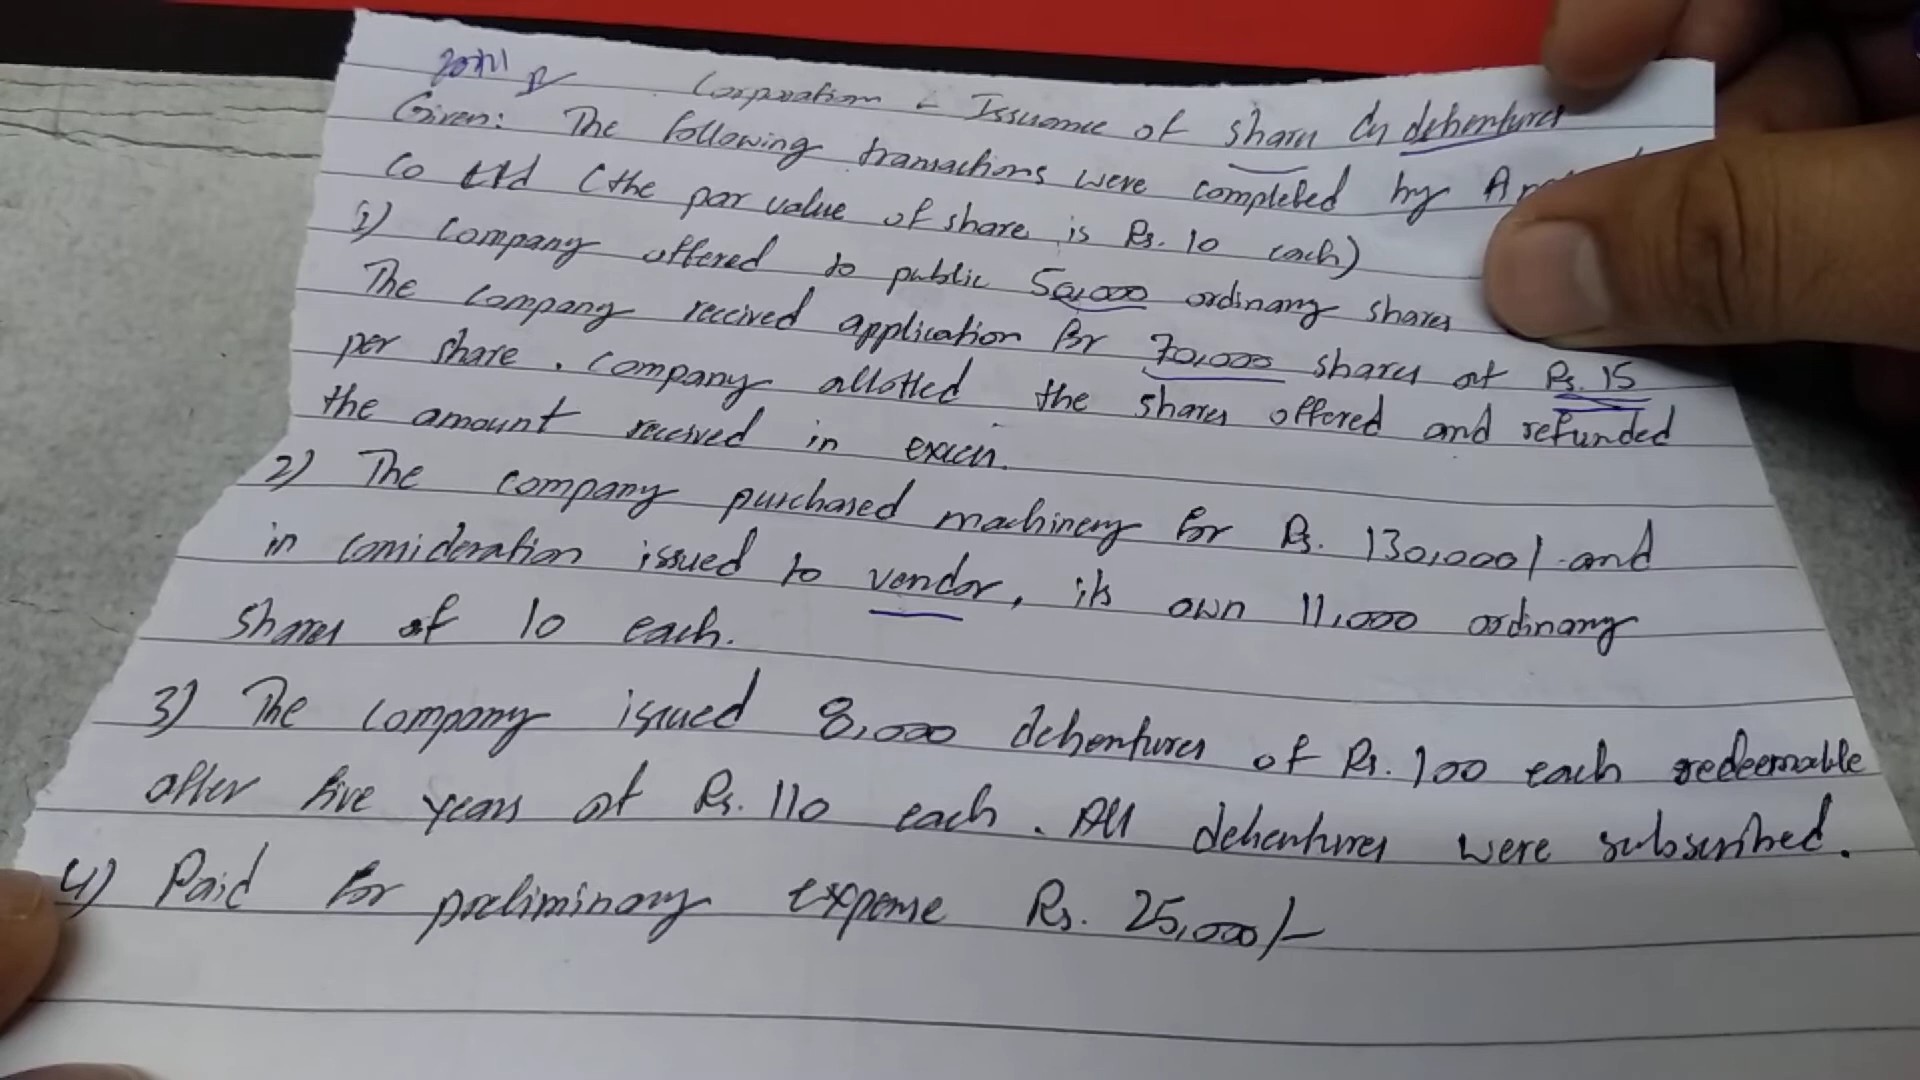 Corporation - Issuance of share & debentures
Given: The following transactions were completed by
Co Ltd (the par value of share is Rs. 10 each)
1) Company offered to public 50,000 ordinary shares
The company received application for 70,000 shares at Rs. 15
per share. Company allotted the shares offered and refunded
the amount received in excess.
2) The company purchased machinery for Rs. 130,000/- and
in consideration issued to vendor, its own 11,000 ordinary
shares of 10 each.
3) The company issued 8,000 debentures of Rs. 100 each redeemable
after five years at Rs. 110 each. All debentures were subscribed.
4) Paid for preliminary expense Rs. 25,000/-